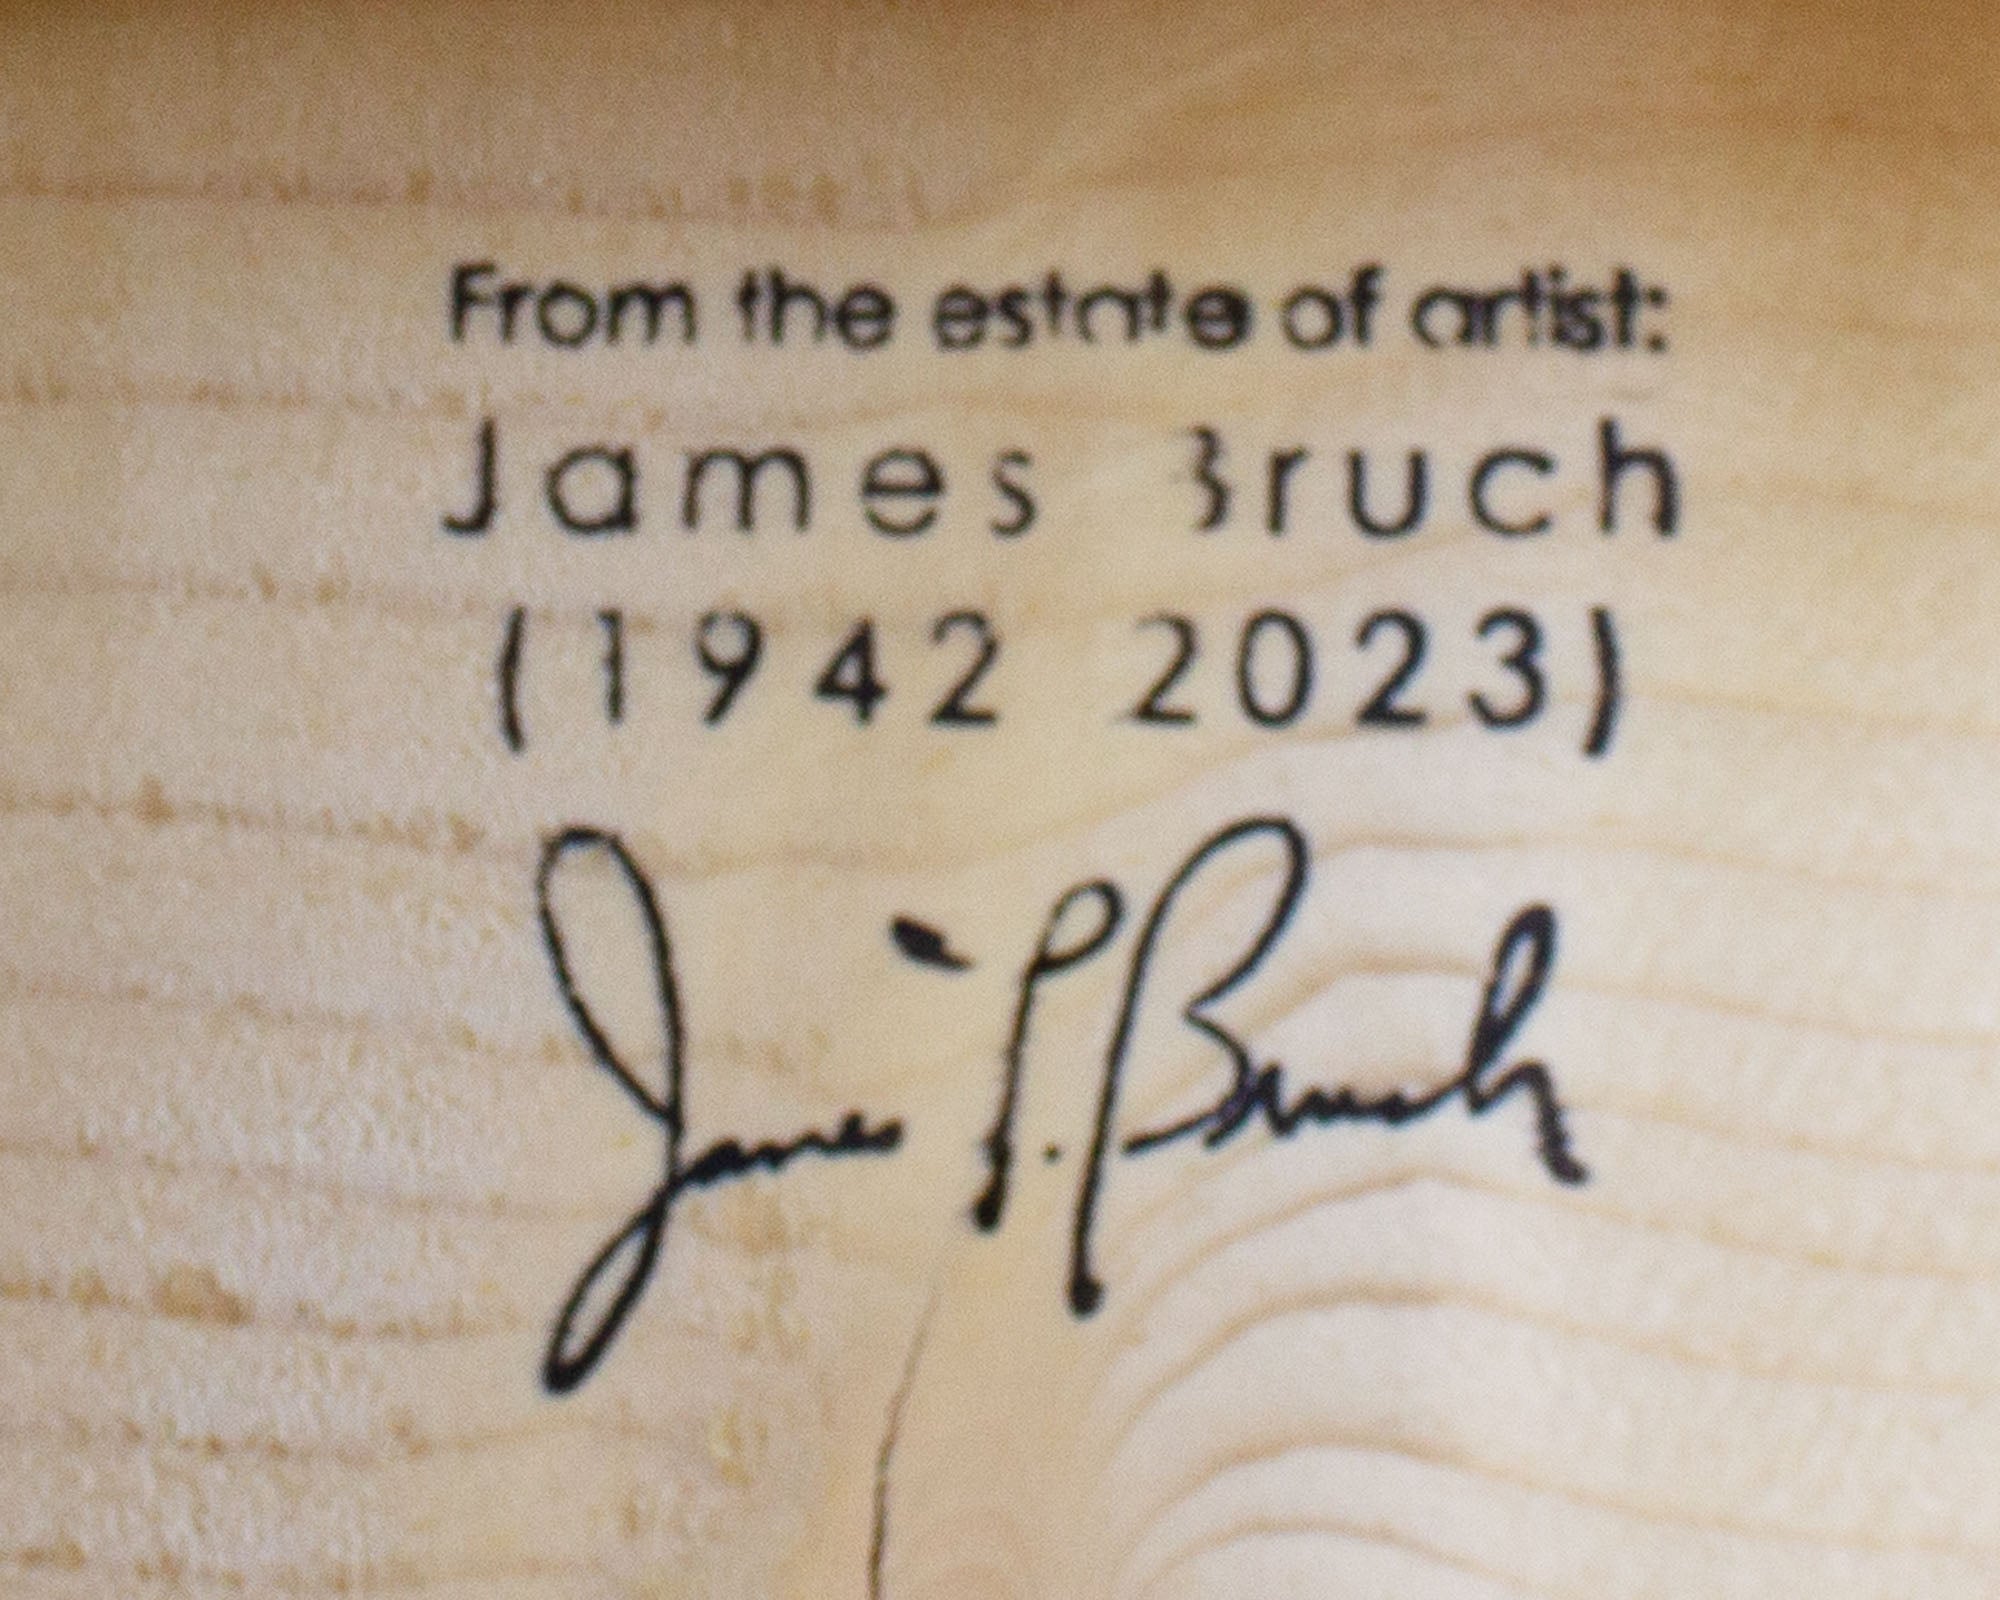 From the estate of artist:
James Bruch
(1942 2023)
James P. Bruch